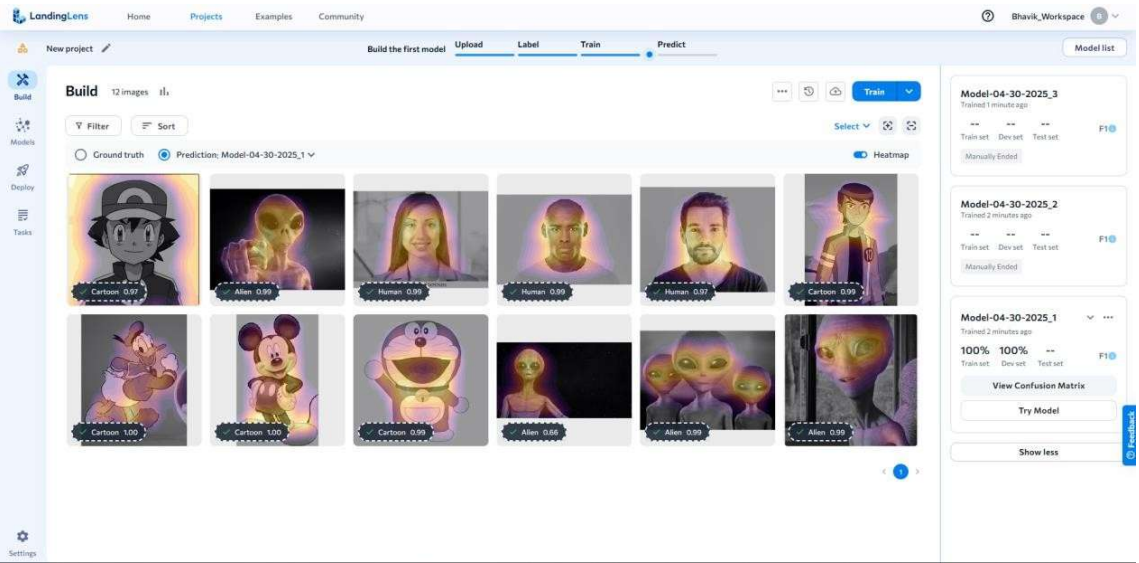 LandingLens Home Projects Examples Community Bhavik_Workspace B
New project Build the first model Upload Label Train Predict Model list
Build
Models
Deploy
Tasks
Settings
Build 12 images Train
Filter Sort Select
Ground truth Prediction: Model-04-30-2025_1 Heatmap
Cartoon 0.97 Alien 0.99 Human 0.99 Human 0.99 Human 0.97 Cartoon 0.99
Cartoon 1.00 Cartoon 1.00 Cartoon 0.99 Alien 0.66 Alien 0.99 Alien 0.99
1
Model-04-30-2025_3
Trained 1 minute ago
-- -- --
Train set Dev set Test set F1
Manually Ended
Model-04-30-2025_2
Trained 2 minutes ago
-- -- --
Train set Dev set Test set F1
Manually Ended
Model-04-30-2025_1
Trained 2 minutes ago
100% 100% --
Train set Dev set Test set F1
View Confusion Matrix
Try Model
Show less
Feedback